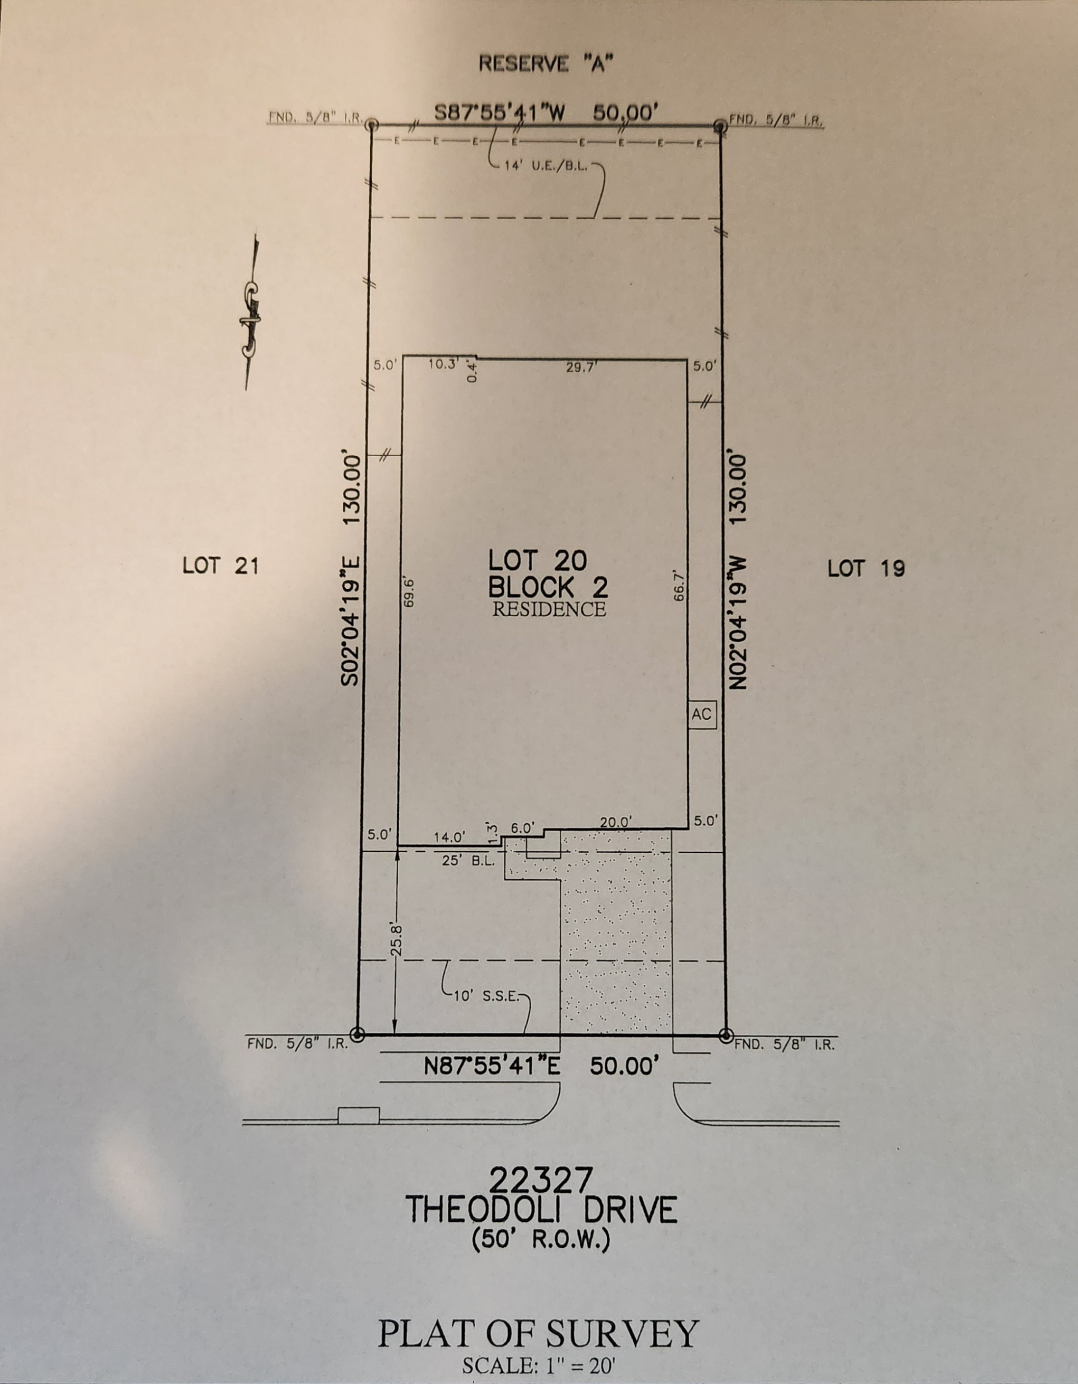 RESERVE "A"
S87°55'41"W 50.00'
FND. 5/8" I.R.
FND. 5/8" I.R.
E E E E E E E E
14' U.E./B.L.
5.0'
10.3'
0.4'
29.7'
5.0'
S02°04'19"E 130.00'
N02°04'19"W 130.00'
LOT 21
LOT 20
BLOCK 2
RESIDENCE
LOT 19
69.6'
66.7'
AC
5.0'
14.0'
1.3'
6.0'
20.0'
5.0'
25' B.L.
25.8'
10' S.S.E.
FND. 5/8" I.R.
FND. 5/8" I.R.
N87°55'41"E 50.00'
22327
THEODOLI DRIVE
(50' R.O.W.)
PLAT OF SURVEY
SCALE: 1" = 20'